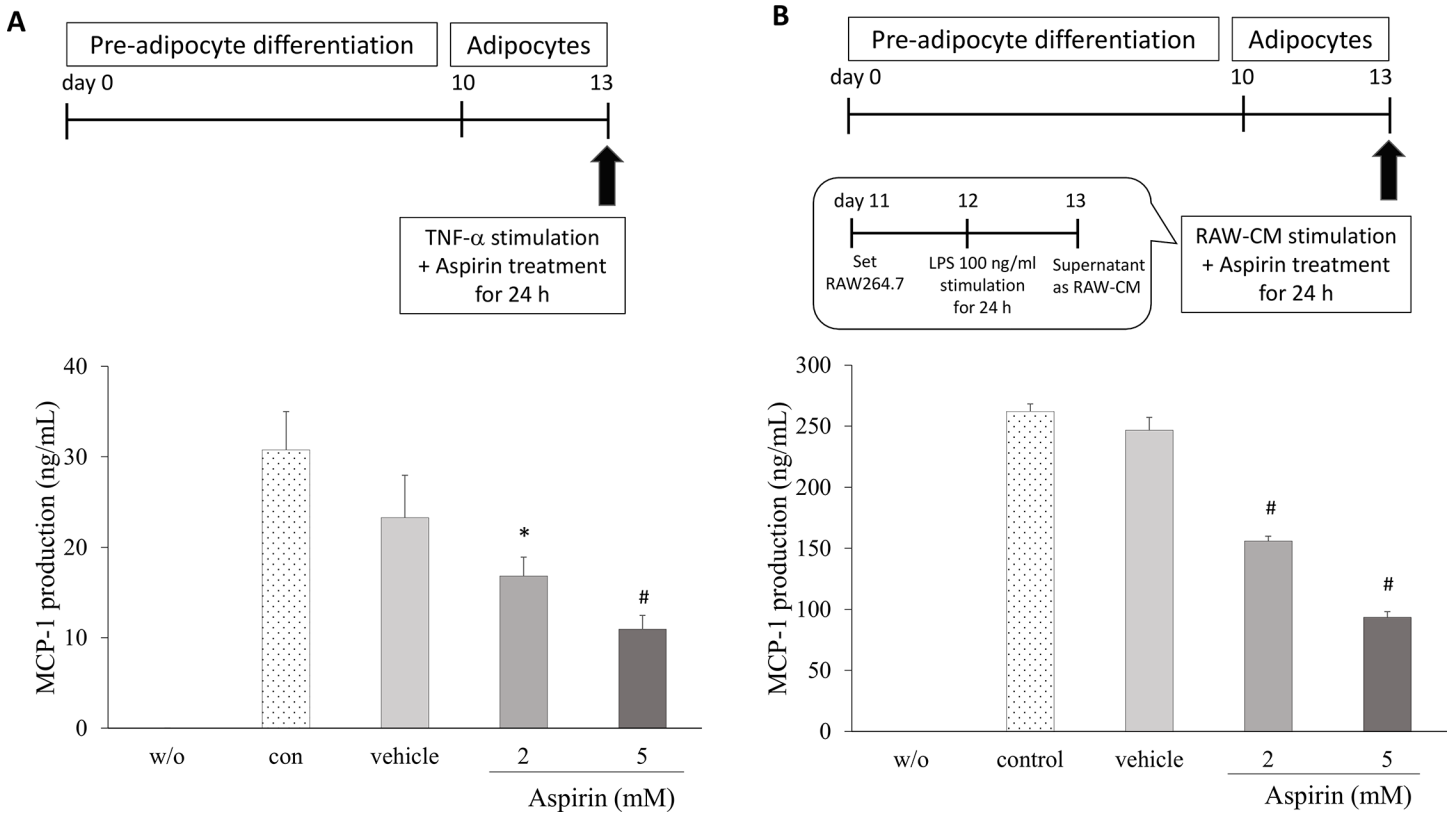 A
Pre-adipocyte differentiation
Adipocytes
day 0
10
13
TNF-α stimulation
+ Aspirin treatment
for 24 h
MCP-1 production (ng/mL)
40
30
20
10
0
*
#
w/o
con
vehicle
2
5
Aspirin (mM)
B
Pre-adipocyte differentiation
Adipocytes
day 0
10
13
day 11
12
13
Set
RAW264.7
LPS 100 ng/ml
stimulation
for 24 h
Supernatant
as RAW-CM
RAW-CM stimulation
+ Aspirin treatment
for 24 h
MCP-1 production (ng/mL)
300
250
200
150
100
50
0
#
#
w/o
control
vehicle
2
5
Aspirin (mM)